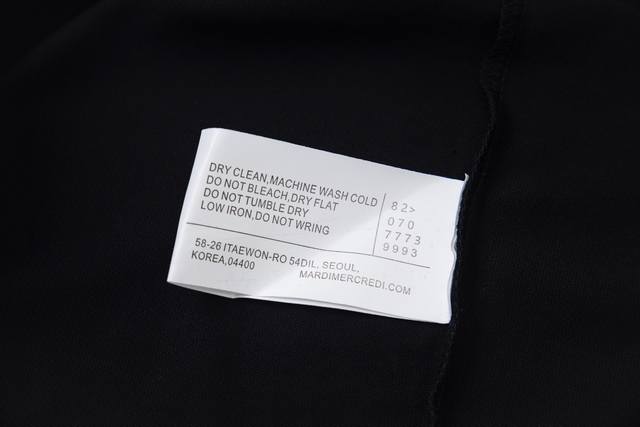 DRY CLEAN,MACHINE WASH COLD
DO NOT BLEACH,DRY FLAT
DO NOT TUMBLE DRY
LOW IRON,DO NOT WRING
82>
070
7773
9993
58-26 ITAEWON-RO 54DIL, SEOUL,
KOREA,04400
MARDIMERCREDI.COM